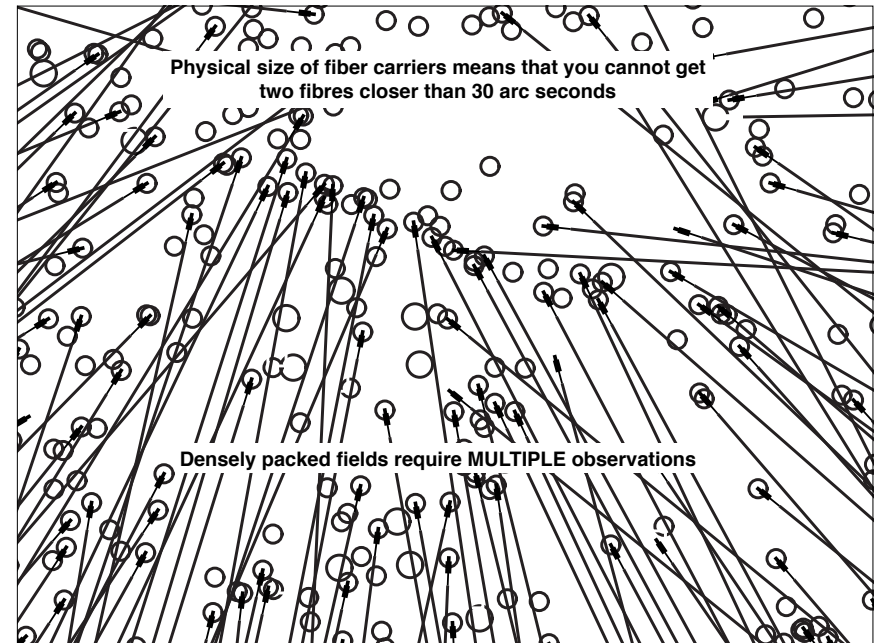 Physical size of fiber carriers means that you cannot get
two fibres closer than 30 arc seconds
Densely packed fields require MULTIPLE observations